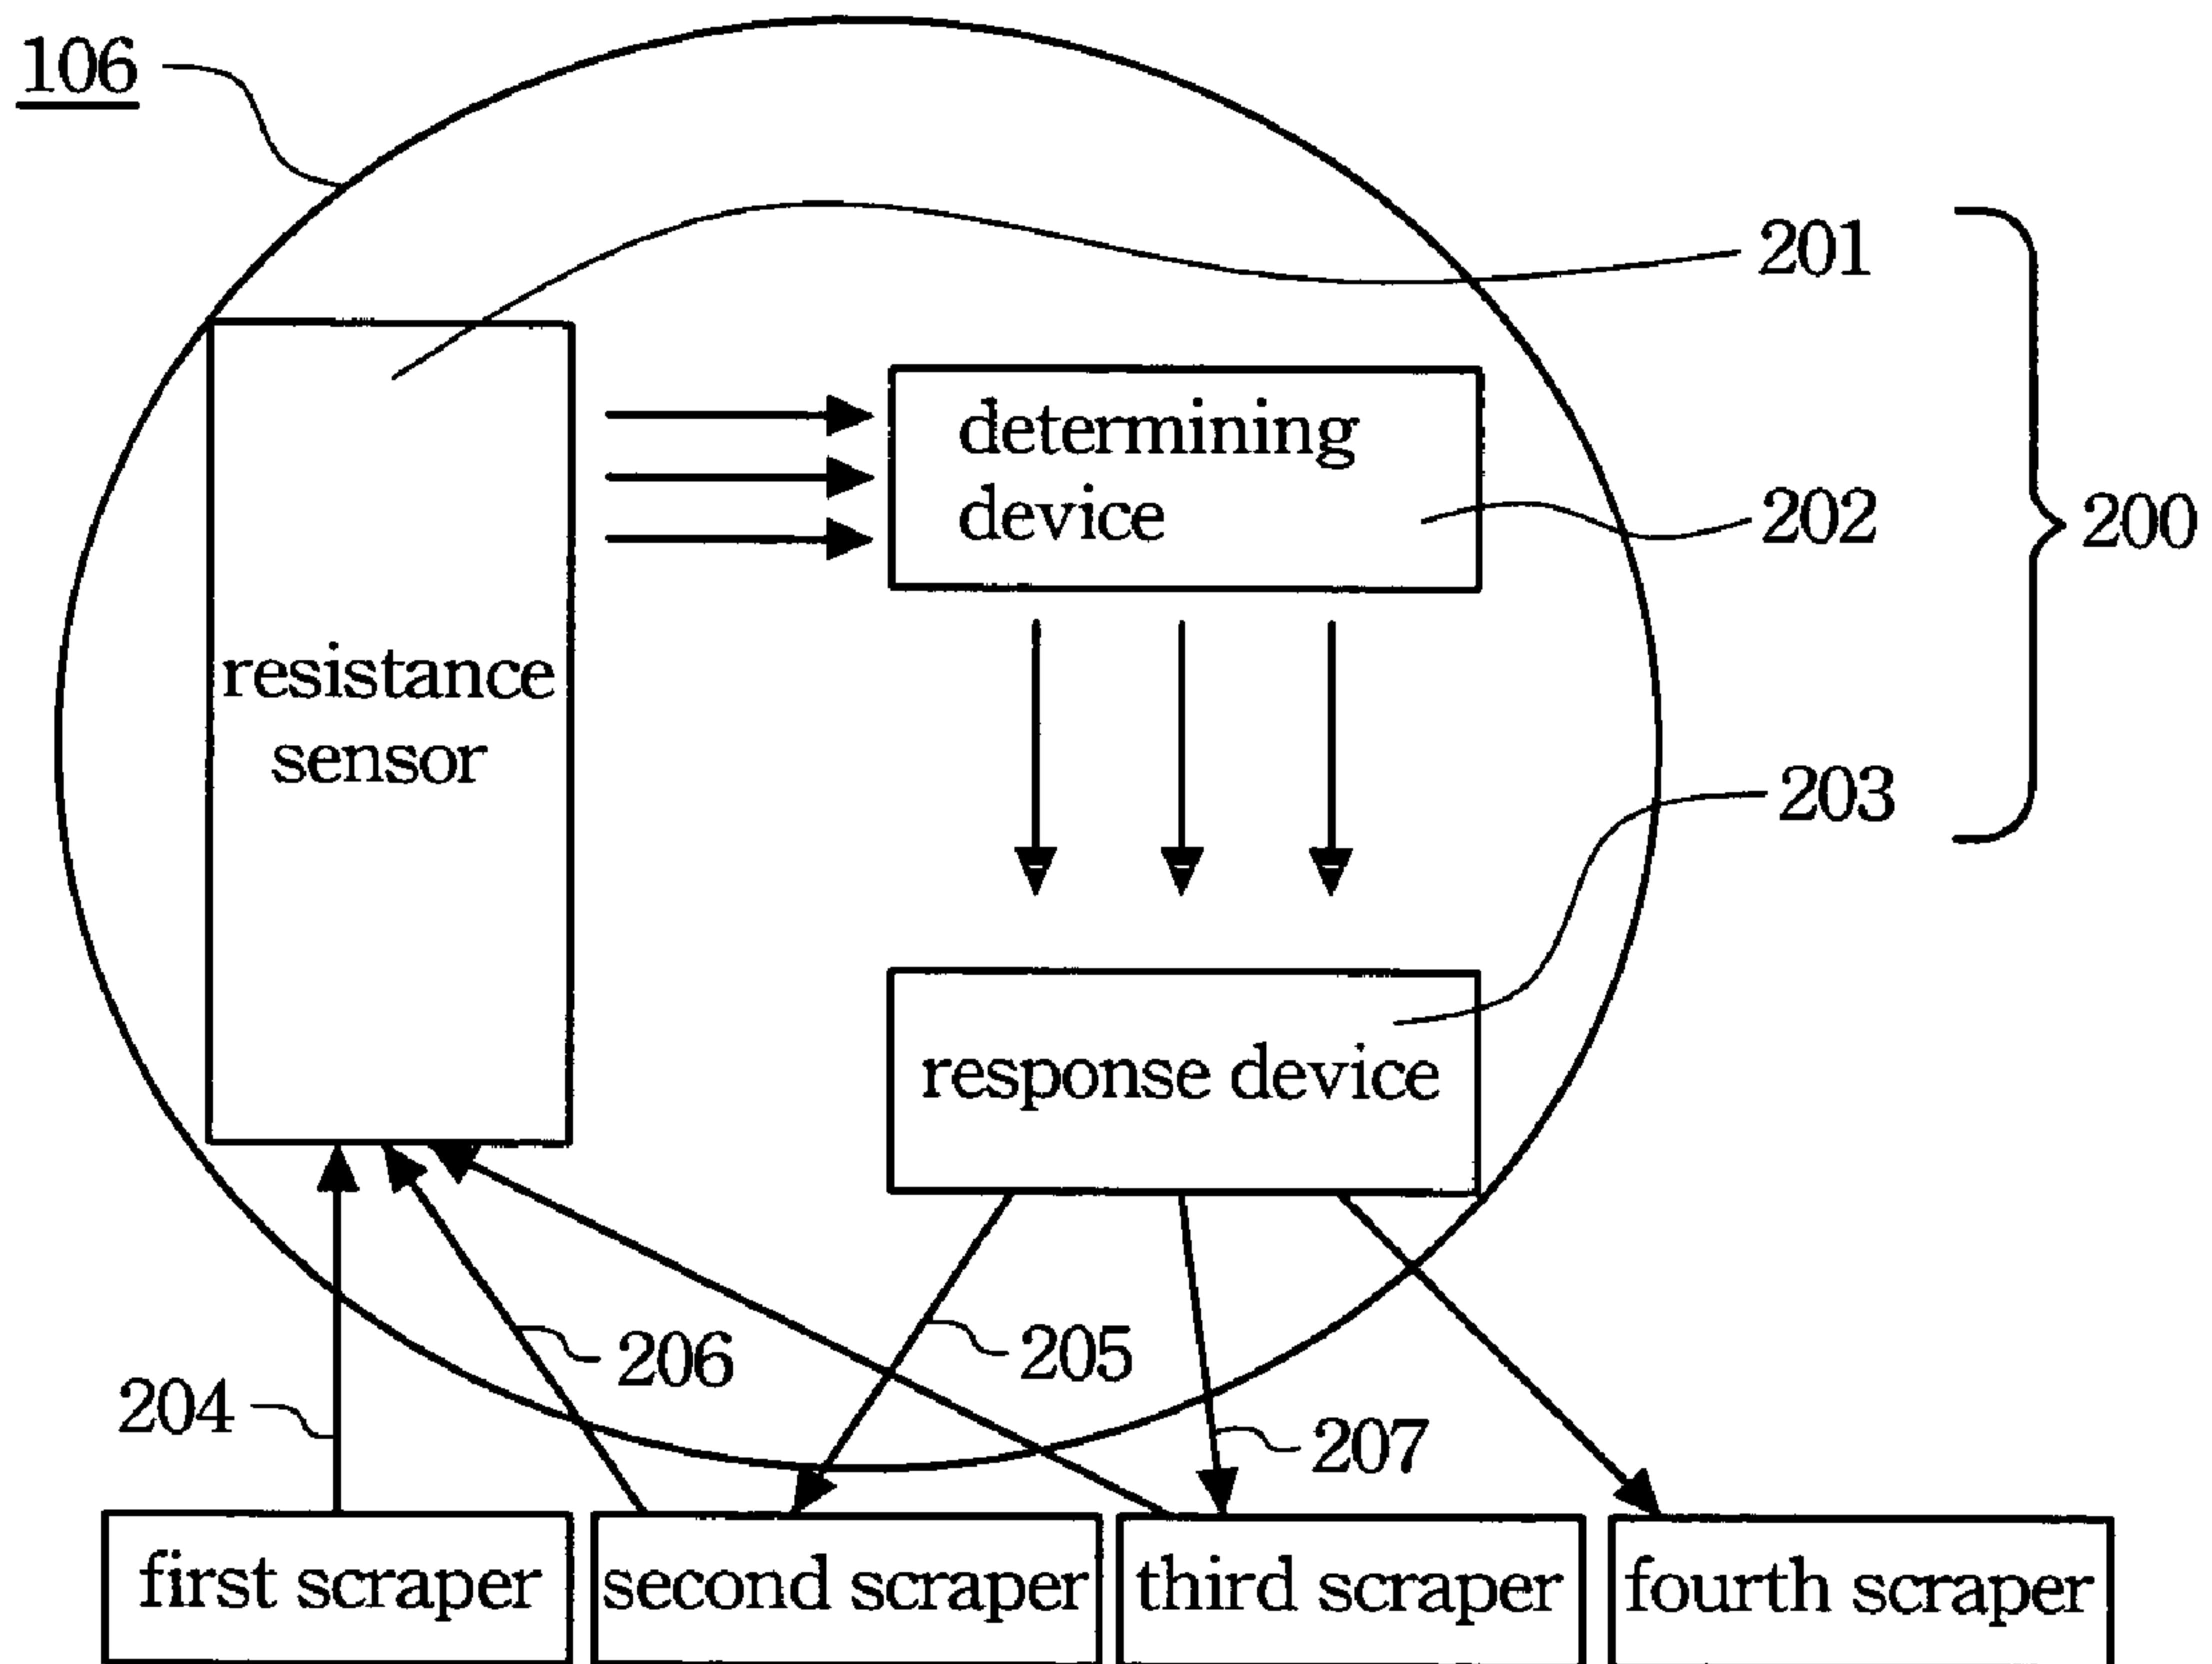 106
201
determining
device
202
200
resistance
sensor
203
response device
206
205
204
207
first scraper
second scraper
third scraper
fourth scraper